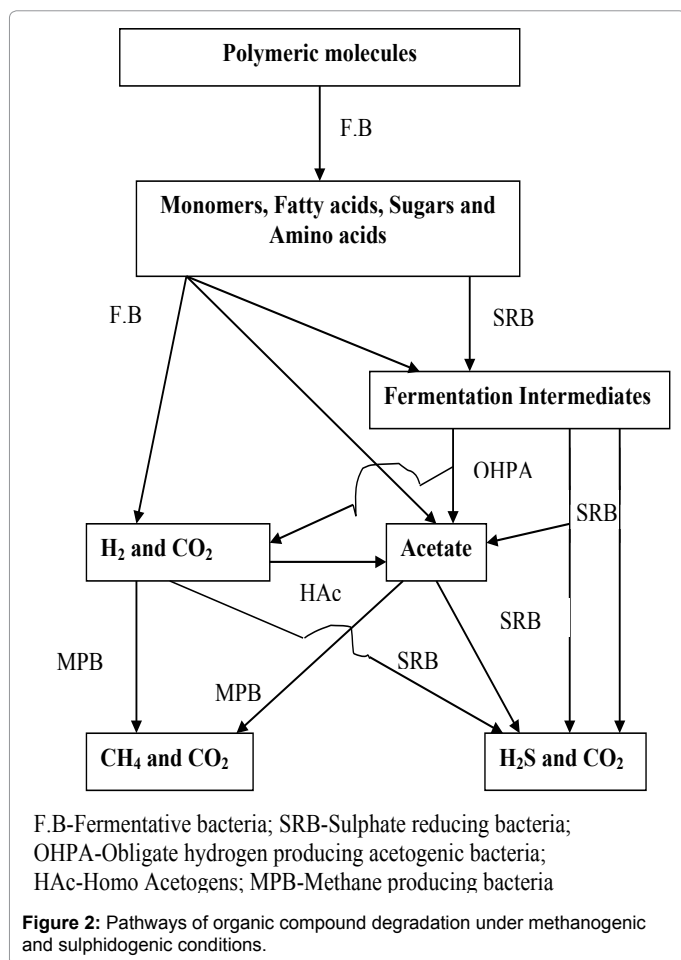 Polymeric molecules
F.B
Monomers, Fatty acids, Sugars and
Amino acids
F.B
SRB
Fermentation Intermediates
OHPA
SRB
H₂ and CO₂
Acetate
HAc
SRB
MPB
SRB
MPB
CH₄ and CO₂
H₂S and CO₂
F.B-Fermentative bacteria; SRB-Sulphate reducing bacteria;
OHPA-Obligate hydrogen producing acetogenic bacteria;
HAc-Homo Acetogens; MPB-Methane producing bacteria
Figure 2: Pathways of organic compound degradation under methanogenic
and sulphidogenic conditions.